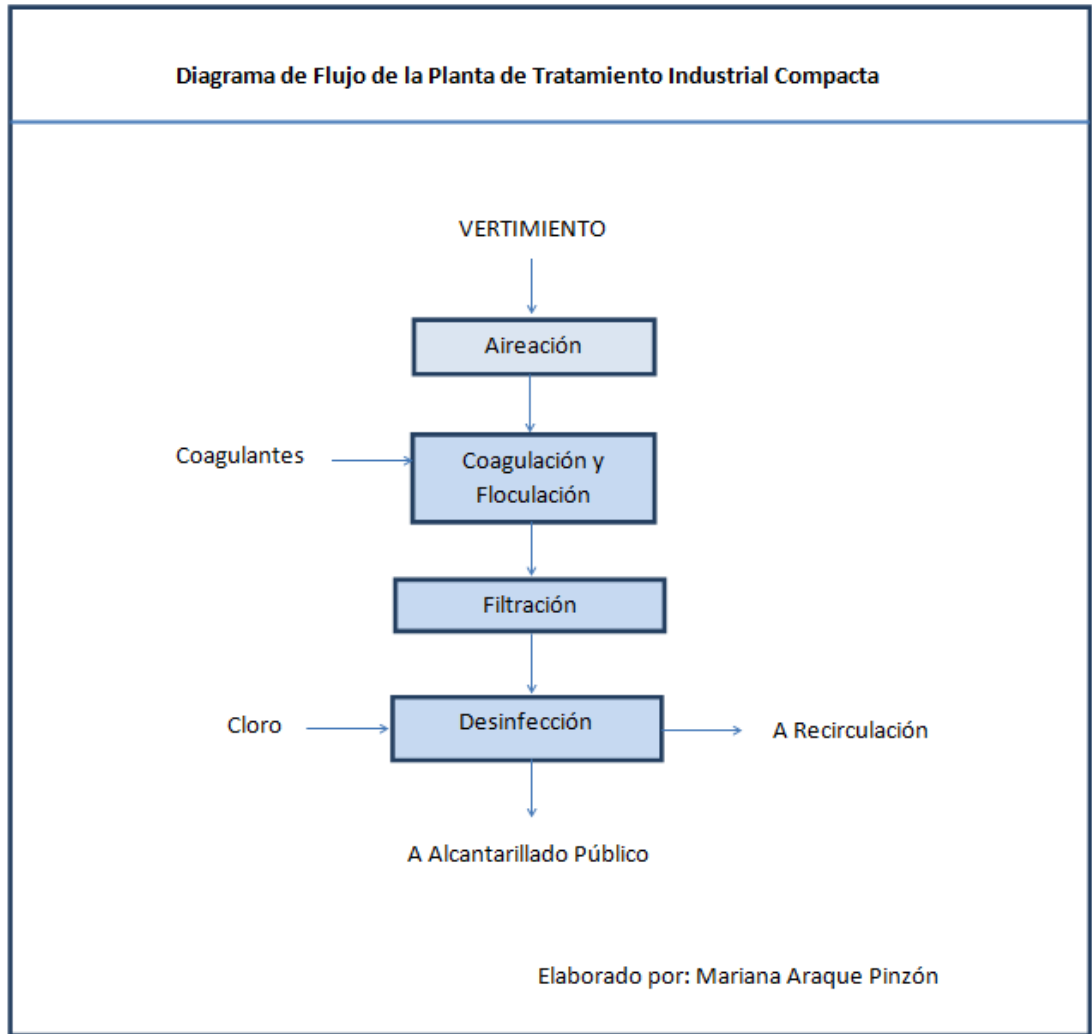 Diagrama de Flujo de la Planta de Tratamiento Industrial Compacta
VERTIMIENTO
Aireación
Coagulantes
Coagulación y
Floculación
Filtración
Cloro
Desinfección
A Recirculación
A Alcantarillado Público
Elaborado por: Mariana Araque Pinzón